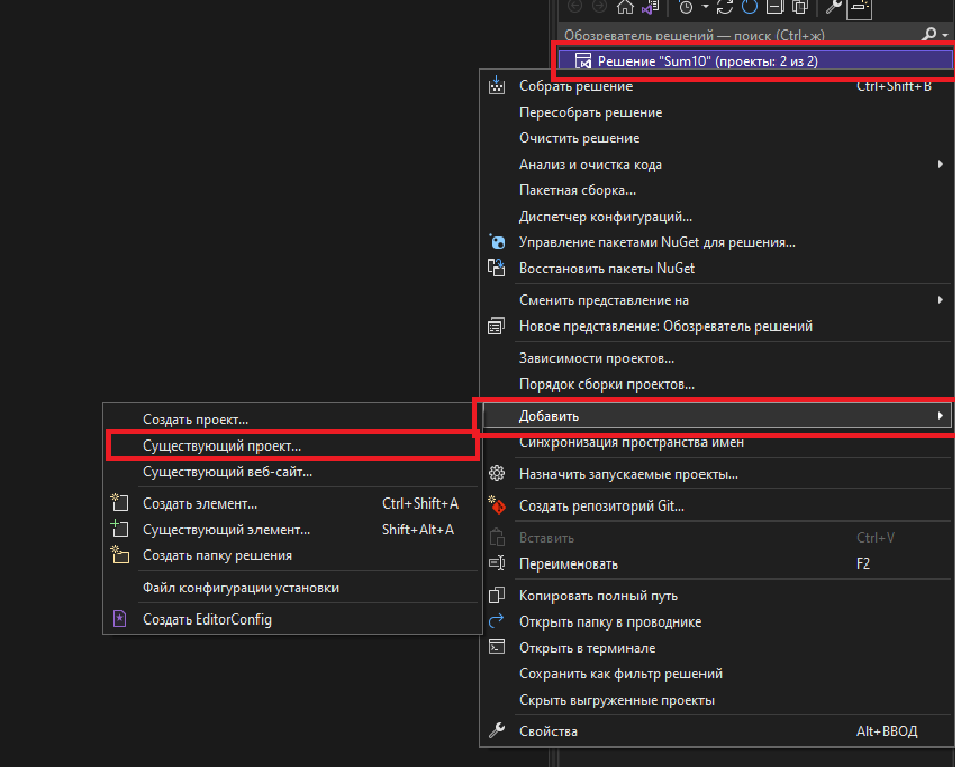 Обозреватель решений — поиск (Ctrl+ж)
Решение "Sum10" (проекты: 2 из 2)
Собрать решение Ctrl+Shift+B
Пересобрать решение
Очистить решение
Анализ и очистка кода
Пакетная сборка...
Диспетчер конфигураций...
Управление пакетами NuGet для решения...
Восстановить пакеты NuGet
Сменить представление на
Новое представление: Обозреватель решений
Зависимости проектов...
Порядок сборки проектов...
Добавить
Синхронизация пространства имен
Назначить запускаемые проекты...
Создать репозиторий Git...
Вставить Ctrl+V
Переименовать F2
Копировать полный путь
Открыть папку в проводнике
Открыть в терминале
Сохранить как фильтр решений
Скрыть выгруженные проекты
Свойства Alt+ВВОД
Создать проект...
Существующий проект...
Существующий веб-сайт...
Создать элемент... Ctrl+Shift+A
Существующий элемент... Shift+Alt+A
Создать папку решения
Файл конфигурации установки
Создать EditorConfig